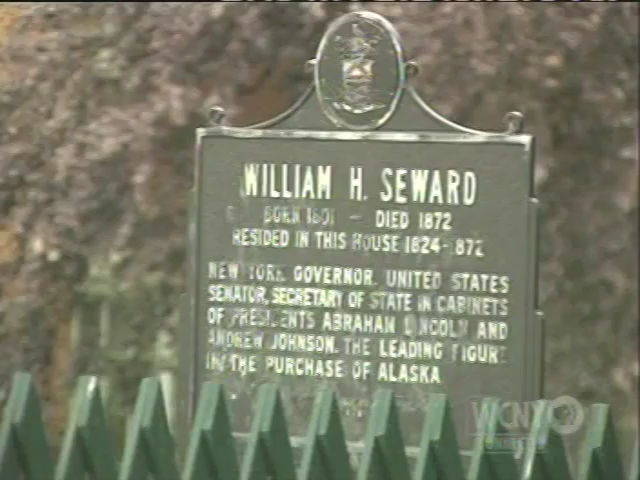 WILLIAM H. SEWARD
BORN 1801 - DIED 1872
RESIDED IN THIS HOUSE 1824-1872
NEW YORK GOVERNOR. UNITED STATES
SENATOR, SECRETARY OF STATE IN CABINETS
OF PRESIDENTS ABRAHAM LINCOLN AND
ANDREW JOHNSON. THE LEADING FIGURE
IN THE PURCHASE OF ALASKA
WCNY
CONNECTED